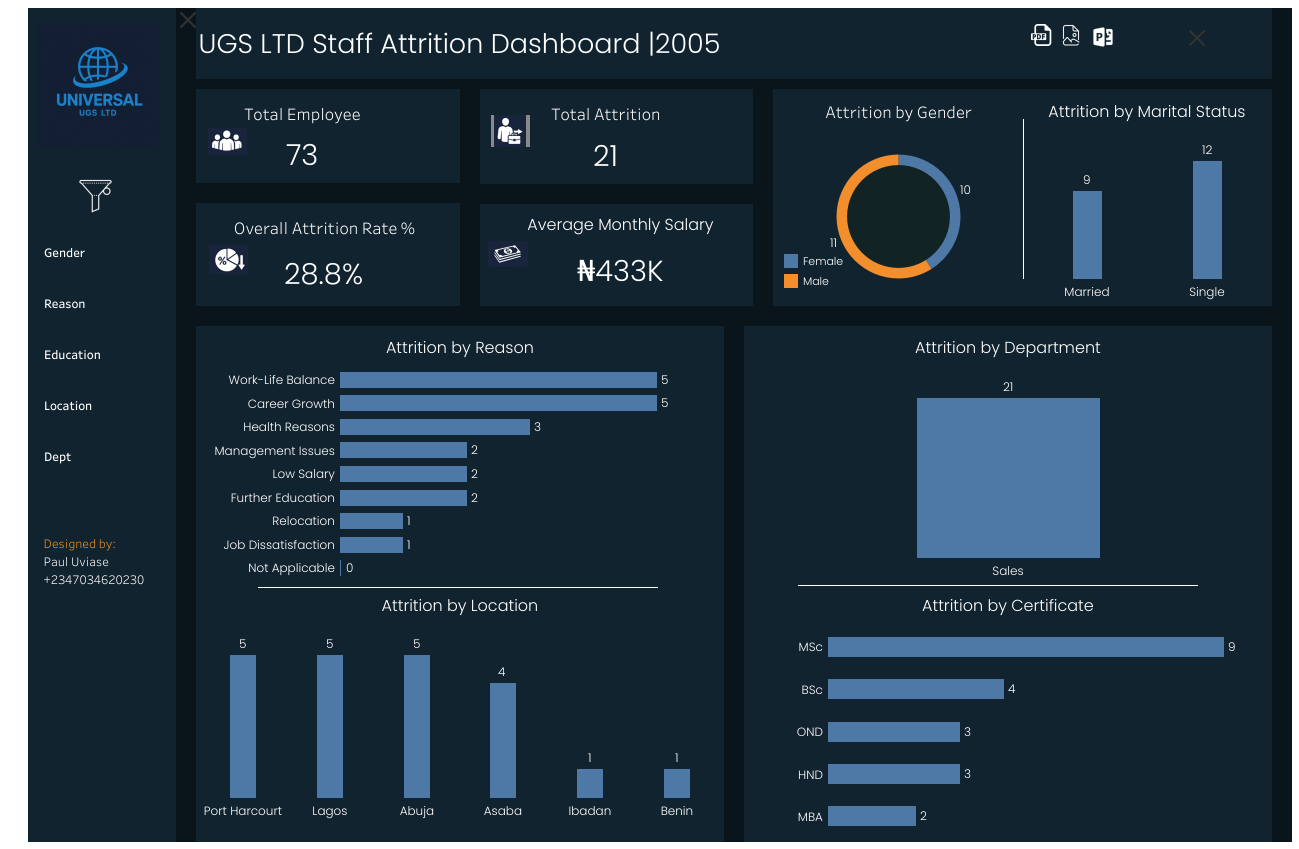 UNIVERSAL
UGS LTD
Gender
Reason
Education
Location
Dept
Designed by:
Paul Uviase
+2347034620230
UGS LTD Staff Attrition Dashboard |2005
PDF
P
Total Employee
73
Total Attrition
21
Overall Attrition Rate %
%
28.8%
Average Monthly Salary
₦433K
Attrition by Gender
10
11
Female
Male
Attrition by Marital Status
9
12
Married
Single
Attrition by Reason
Work-Life Balance 5
Career Growth 5
Health Reasons 3
Management Issues 2
Low Salary 2
Further Education 2
Relocation 1
Job Dissatisfaction 1
Not Applicable 0
Attrition by Location
5 5 5 4 1 1
Port Harcourt Lagos Abuja Asaba Ibadan Benin
Attrition by Department
21
Sales
Attrition by Certificate
MSc 9
BSc 4
OND 3
HND 3
MBA 2